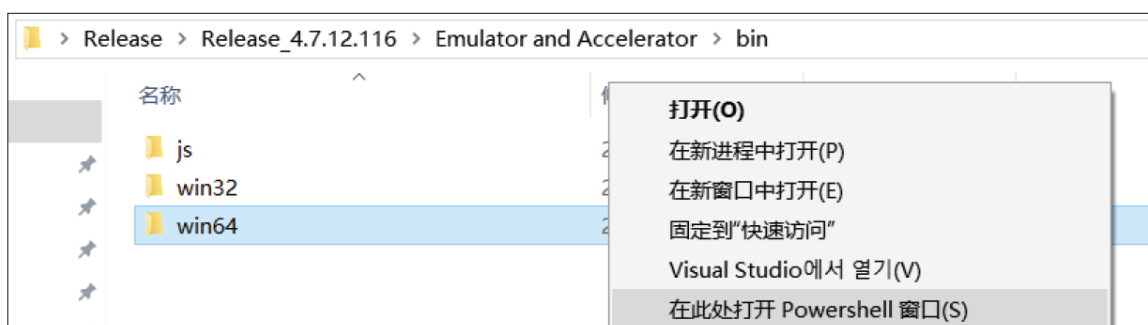 > Release > Release_4.7.12.116 > Emulator and Accelerator > bin
名称
打开(O)
js
在新进程中打开(P)
win32
在新窗口中打开(E)
win64
固定到"快速访问"
Visual Studio에서 열기(V)
在此处打开 Powershell 窗口(S)